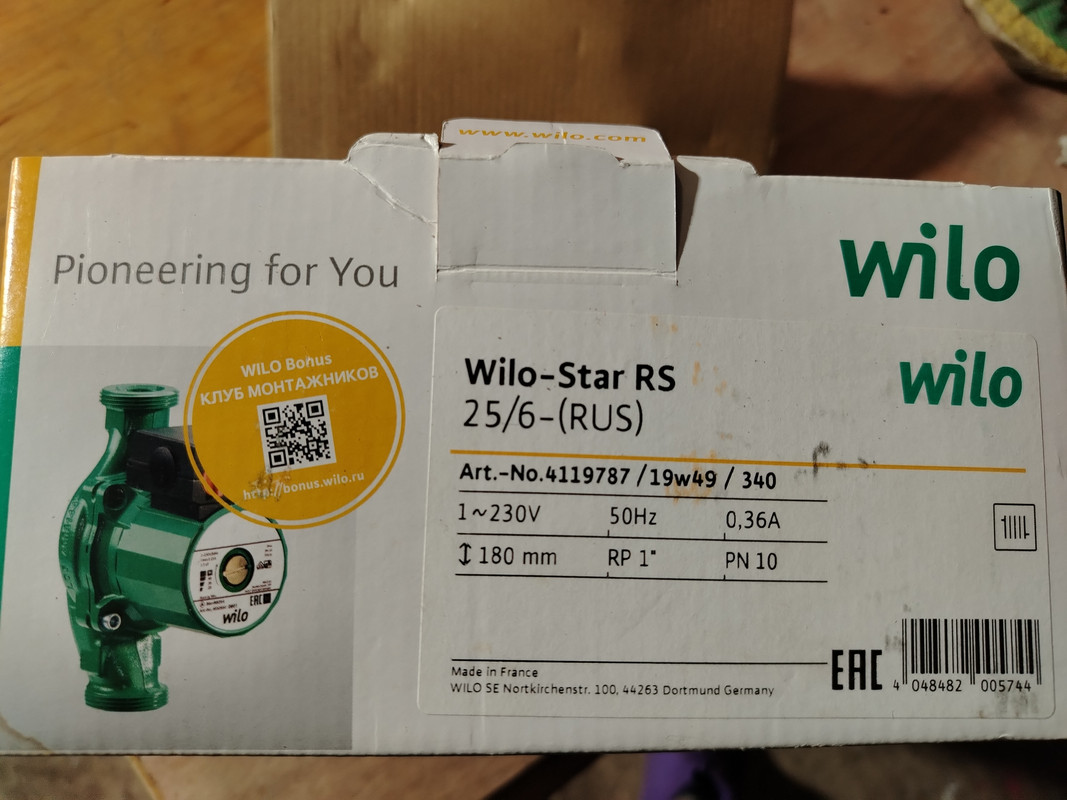 www.wilo.com
Pioneering for You
wilo
WILO Bonus
КЛУБ МОНТАЖНИКОВ
http://bonus.wilo.ru
EAC
wilo
Wilo-Star RS
wilo
25/6-(RUS)
Art.-No.4119787 / 19w49 / 340
1~230V 50Hz 0,36A
↕ 180 mm RP 1" PN 10
Made in France
WILO SE Nortkirchenstr. 100, 44263 Dortmund Germany
EAC
4 048482 005744